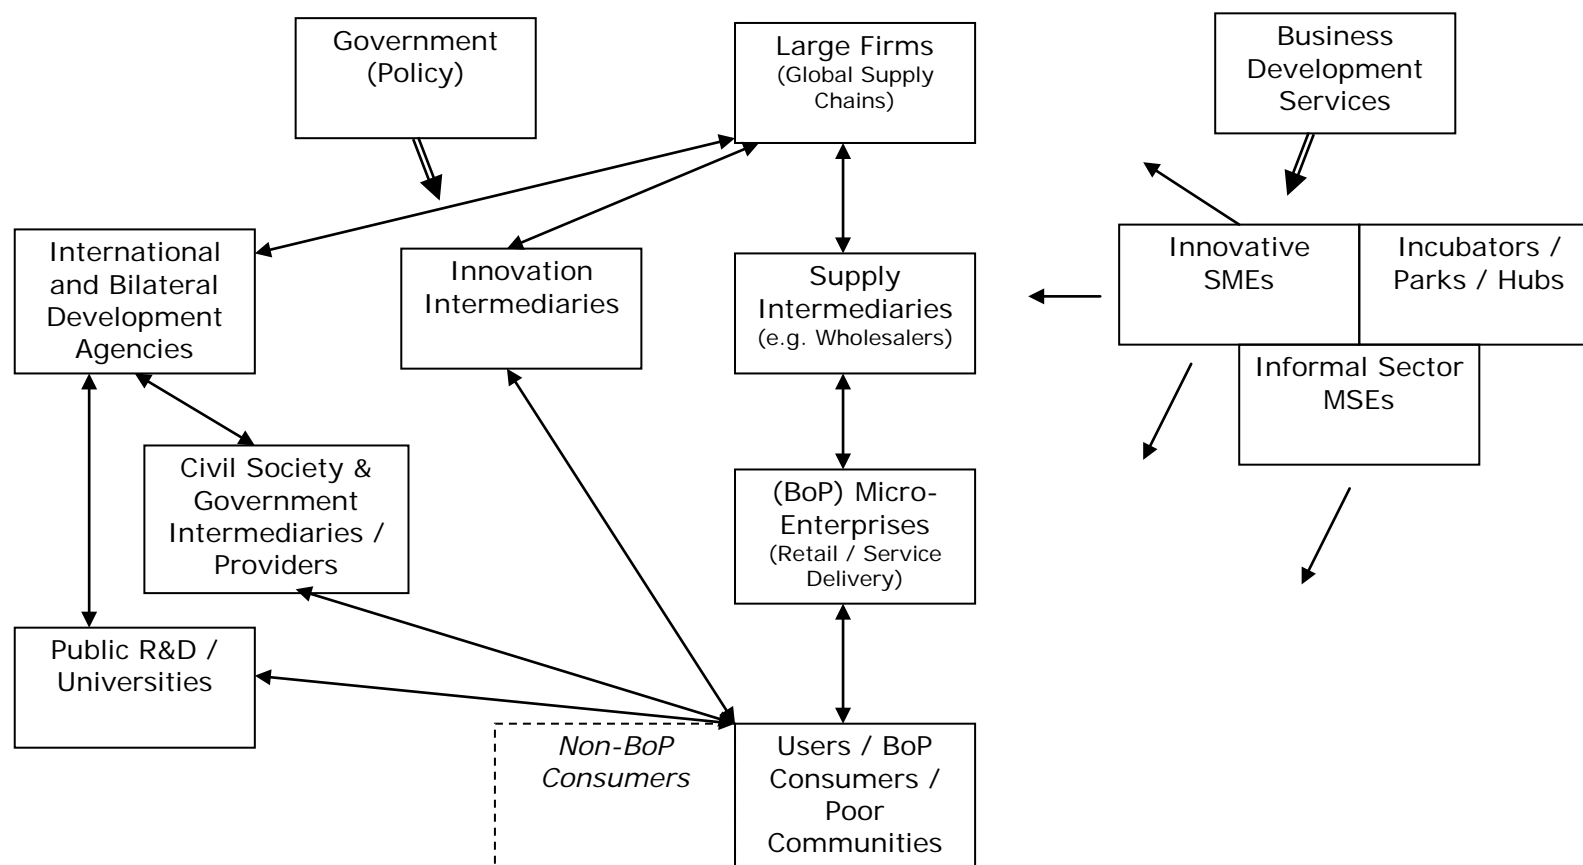 Government
(Policy)
Large Firms
(Global Supply
Chains)
Business
Development
Services
International
and Bilateral
Development
Agencies
Innovation
Intermediaries
Supply
Intermediaries
(e.g. Wholesalers)
Innovative
SMEs
Incubators /
Parks / Hubs
Informal Sector
MSEs
Civil Society &
Government
Intermediaries /
Providers
(BoP) Micro-
Enterprises
(Retail / Service
Delivery)
Public R&D /
Universities
Non-BoP
Consumers
Users / BoP
Consumers /
Poor
Communities